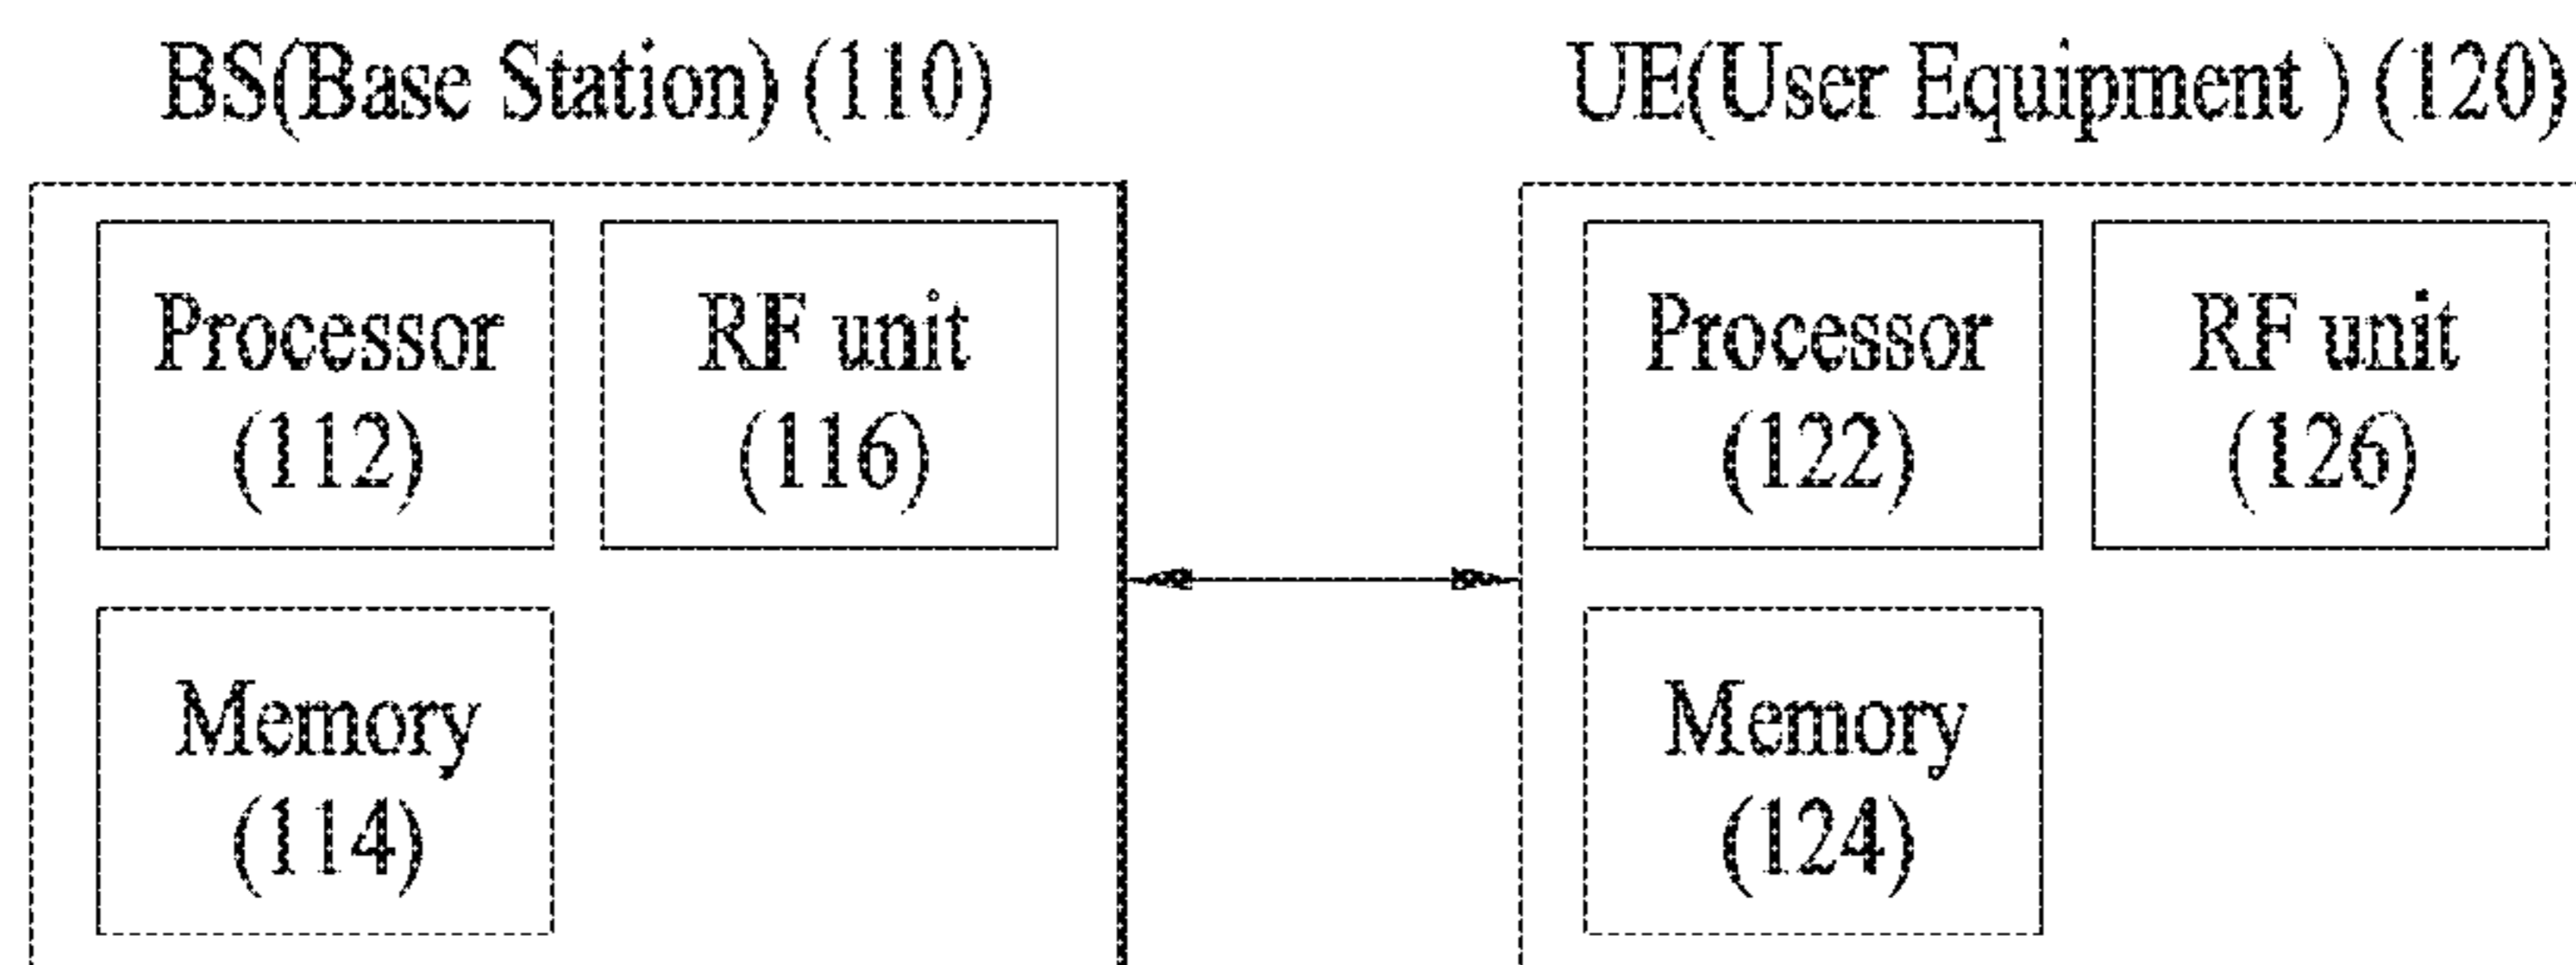 BS(Base Station) (110)
UE(User Equipment ) (120)
Processor
(112)
RF unit
(116)
Memory
(114)
Processor
(122)
RF unit
(126)
Memory
(124)